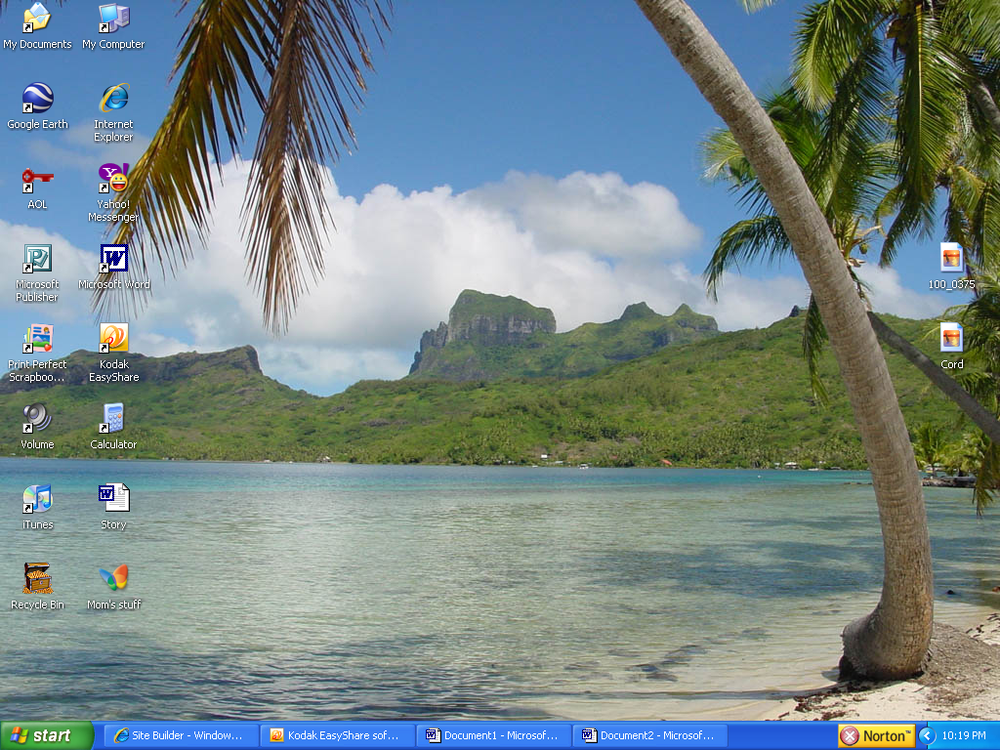 My Documents
My Computer
Google Earth
Internet
Explorer
AOL
Yahoo!
Messenger
Microsoft
Publisher
Microsoft Word
100_0375
Print Perfect
Scrapboo...
Kodak
EasyShare
Cord
Volume
Calculator
iTunes
Story
Recycle Bin
Mom's stuff
start
Site Builder - Window...
Kodak EasyShare sof...
Document1 - Microsof...
Document2 - Microsof...
Norton™
10:19 PM